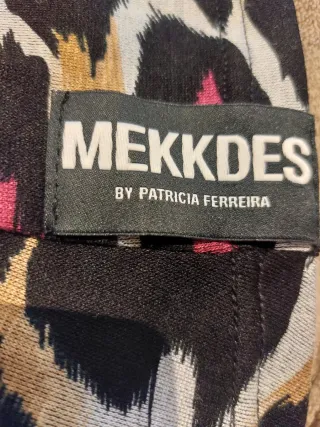 MEKKDES
BY PATRICIA FERREIRA